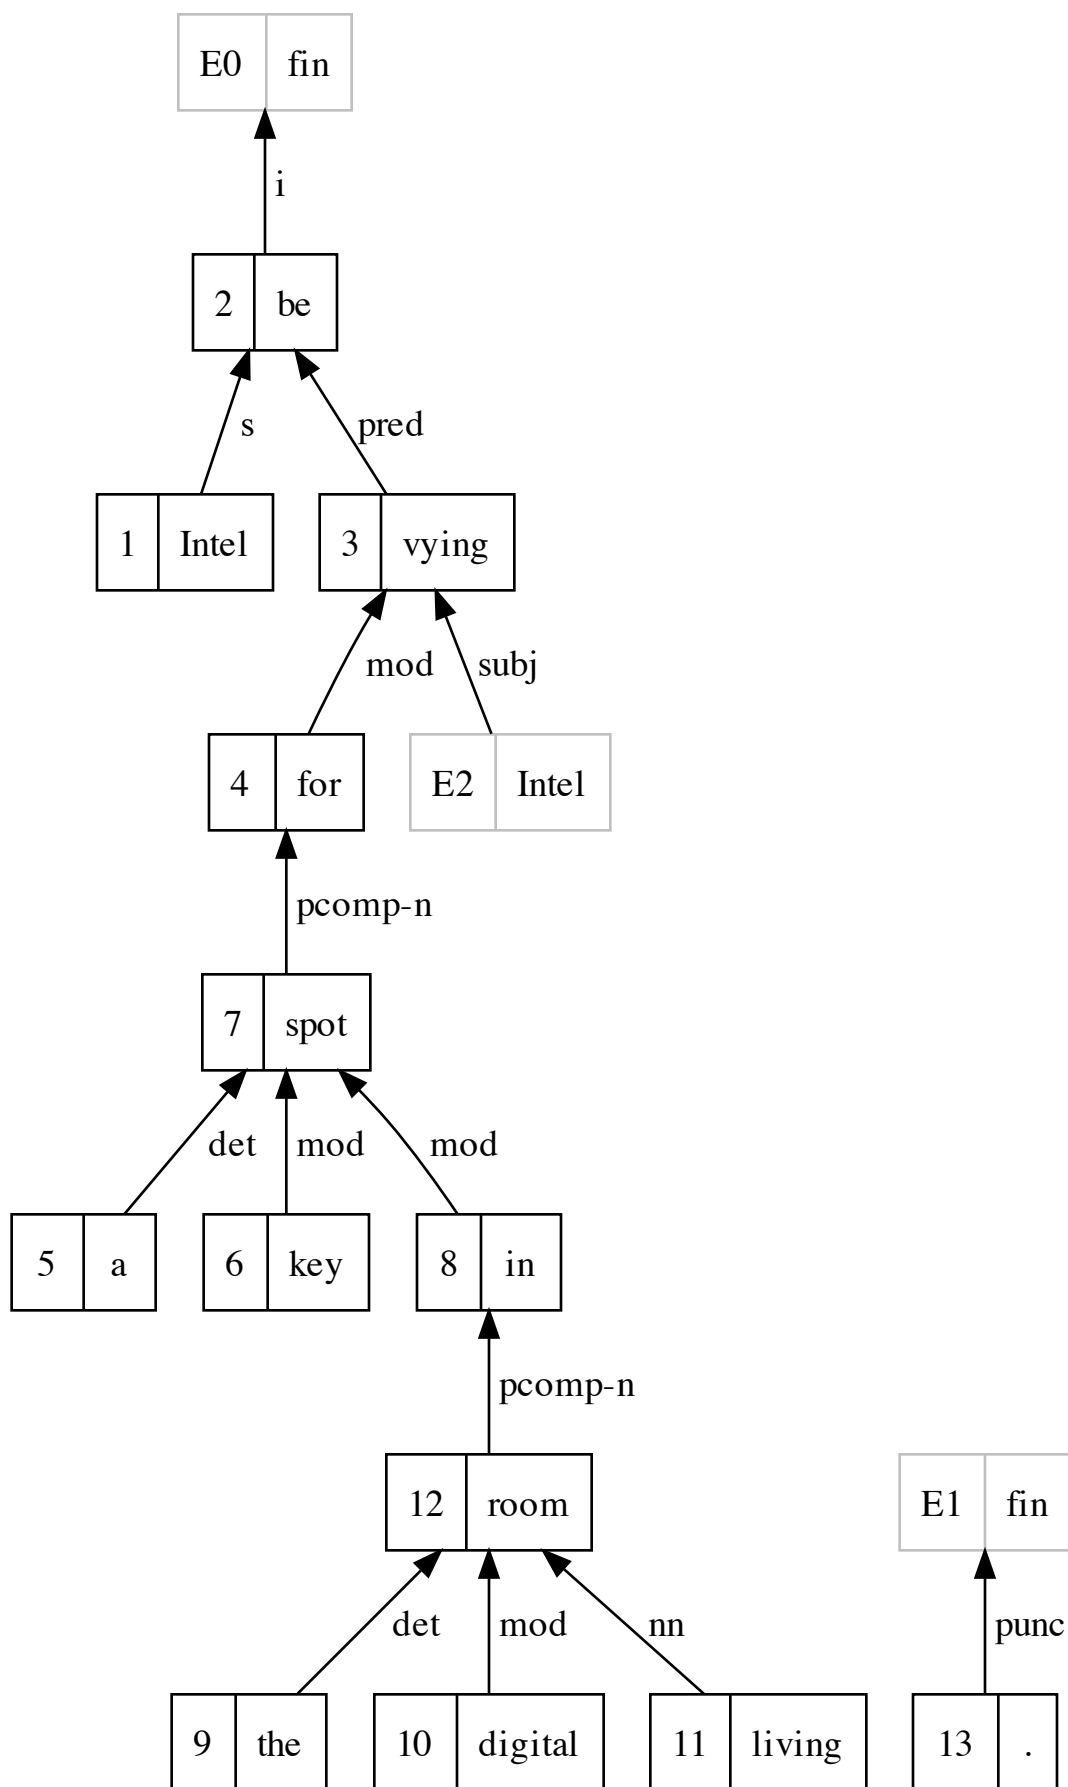 E0 fin
i
2 be
s pred
1 Intel 3 vying
mod subj
4 for E2 Intel
pcomp-n
7 spot
det mod mod
5 a 6 key 8 in
pcomp-n
12 room E1 fin
det mod nn punc
9 the 10 digital 11 living 13 .